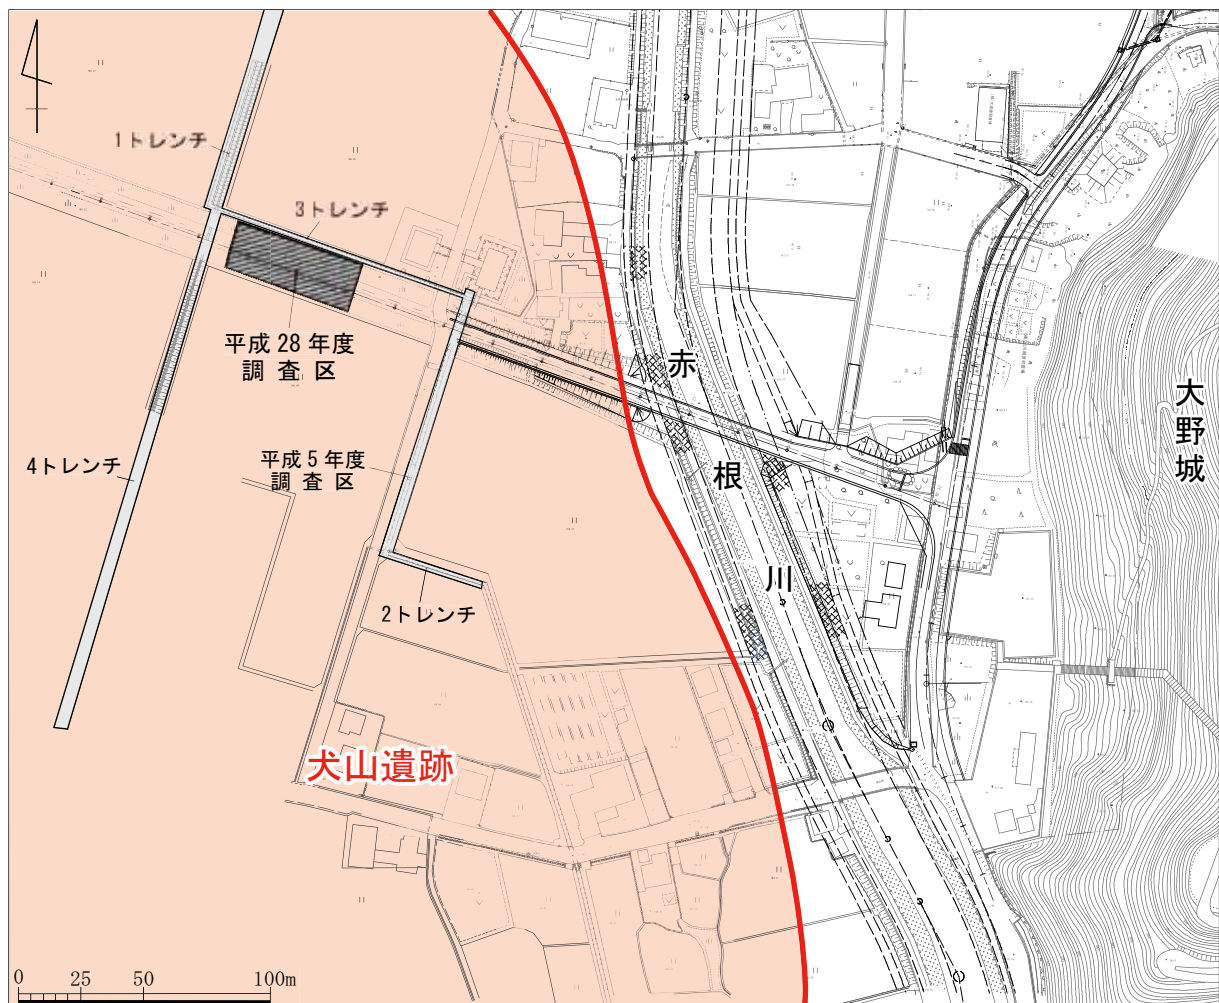 1トレンチ
3トレンチ
平成 28 年度
調 査 区
赤
根
川
大
野
城
4トレンチ
平成 5 年度
調 査 区
2トレンチ
犬山遺跡
0 25 50 100m